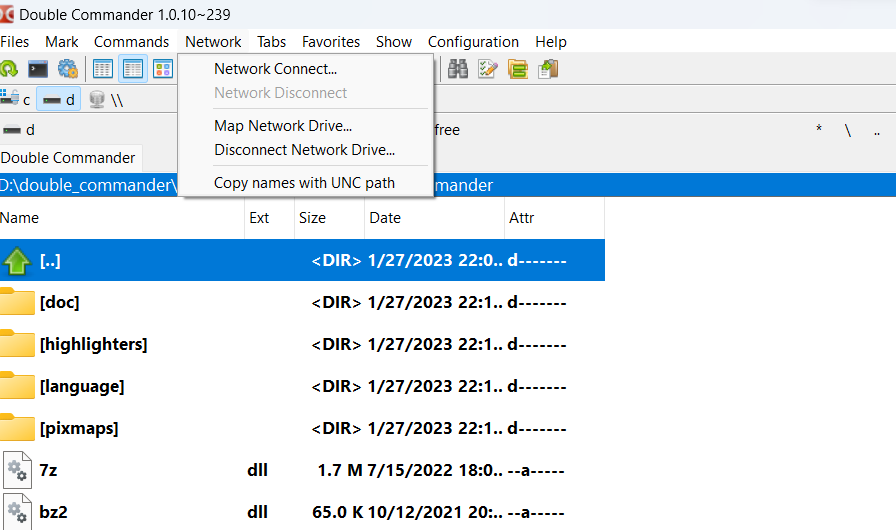 Double Commander 1.0.10~239
Files Mark Commands Network Tabs Favorites Show Configuration Help
Network Connect...
Network Disconnect
Map Network Drive...
Disconnect Network Drive...
Copy names with UNC path
c d \\
d free * \ ..
Double Commander
D:\double_commander\ mander
Name Ext Size Date Attr
[..] <DIR> 1/27/2023 22:0.. d-------
[doc] <DIR> 1/27/2023 22:1.. d-------
[highlighters] <DIR> 1/27/2023 22:1.. d-------
[language] <DIR> 1/27/2023 22:1.. d-------
[pixmaps] <DIR> 1/27/2023 22:1.. d-------
7z dll 1.7 M 7/15/2022 18:0.. --a-----
bz2 dll 65.0 K 10/12/2021 20:.. --a-----